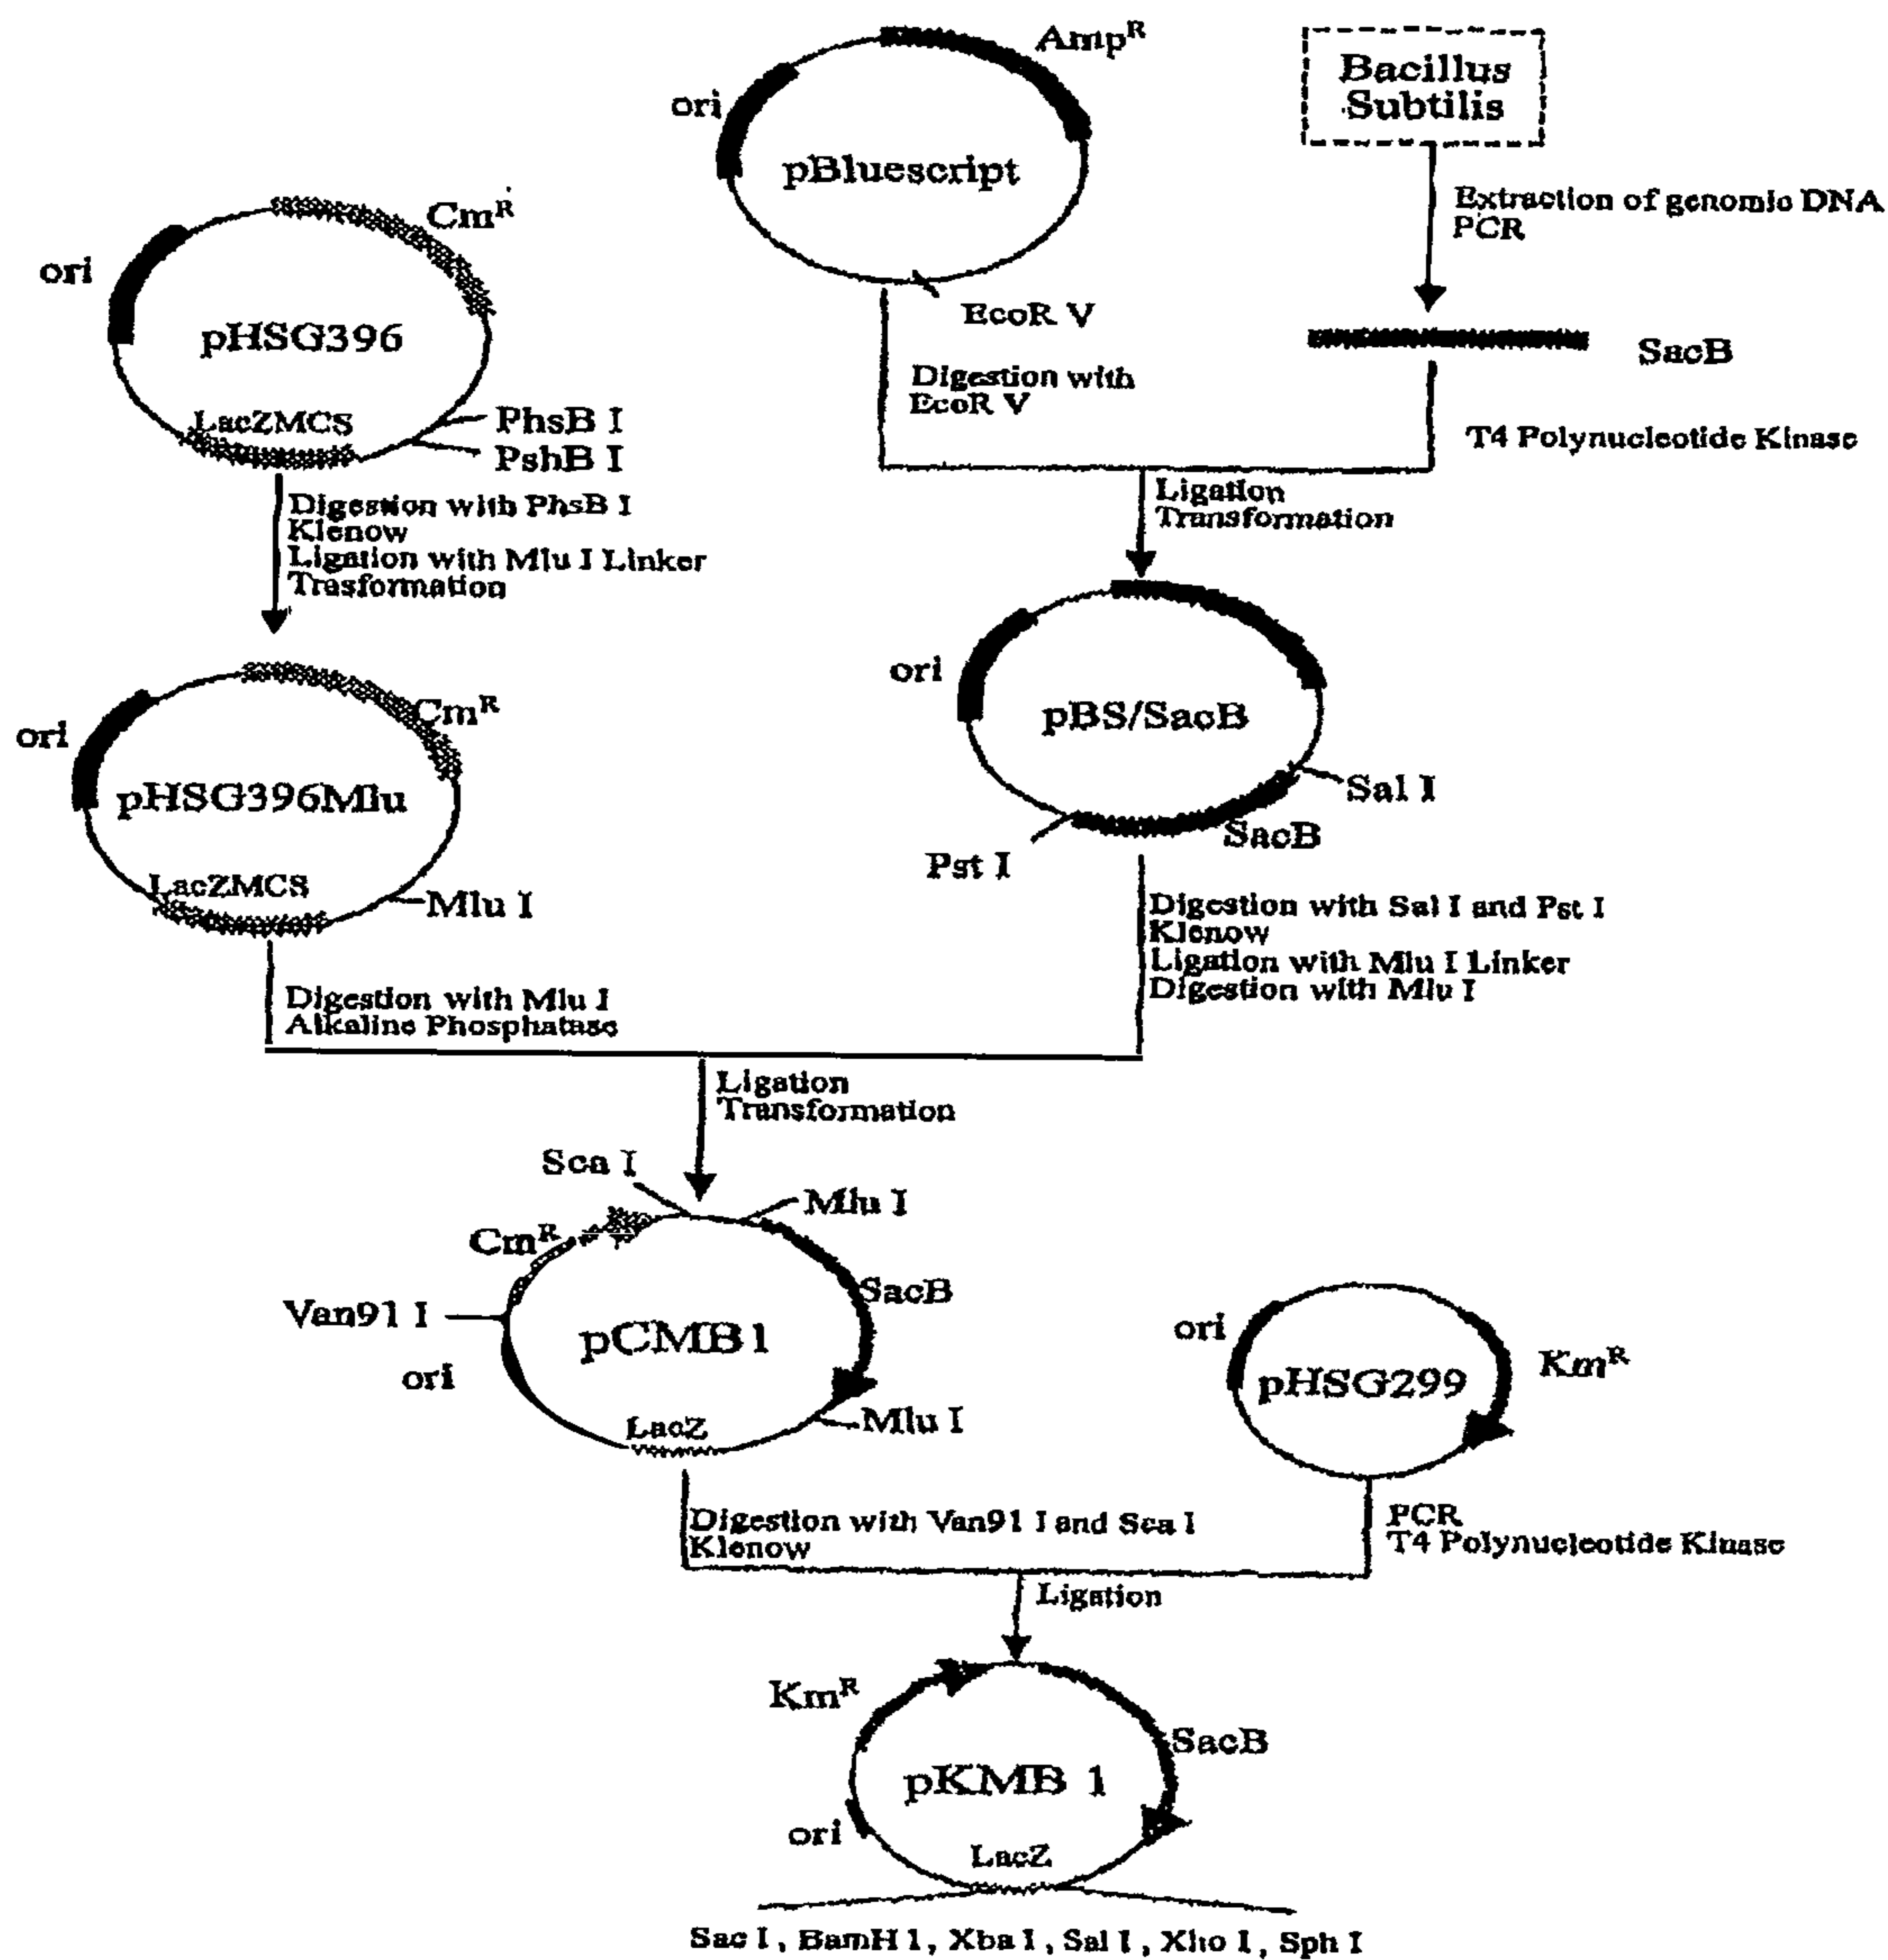 Amp^R
ori
pBluescript
EcoR V
Digestion with
EcoR V
Bacillus
Subtilis
Extraction of genomic DNA
PCR
SacB
T4 Polynucleotide Kinase
Cm^R
ori
pHSG396
LacZMCS
PhsB I
PshB I
Digestion with PhsB I
Klenow
Ligation with Mlu I Linker
Trasformation
Ligation
Transformation
ori
pBS/SacB
Sal I
SacB
Pst I
Cm^R
ori
pHSG396Mlu
LacZMCS
Mlu I
Digestion with Mlu I
Alkaline Phosphatase
Digestion with Sal I and Pst I
Klenow
Ligation with Mlu I Linker
Digestion with Mlu I
Ligation
Transformation
Sca I
Mlu I
Cm^R
SacB
Van91 I
pCMB1
ori
LacZ
Mlu I
ori
Km^R
pHSG299
Digestion with Van91 I and Sca I
Klenow
PCR
T4 Polynucleotide Kinase
Ligation
Km^R
SacB
pKMB 1
ori
LacZ
Sac I, BamH 1, Xba I, Sal I, Xho I, Sph I